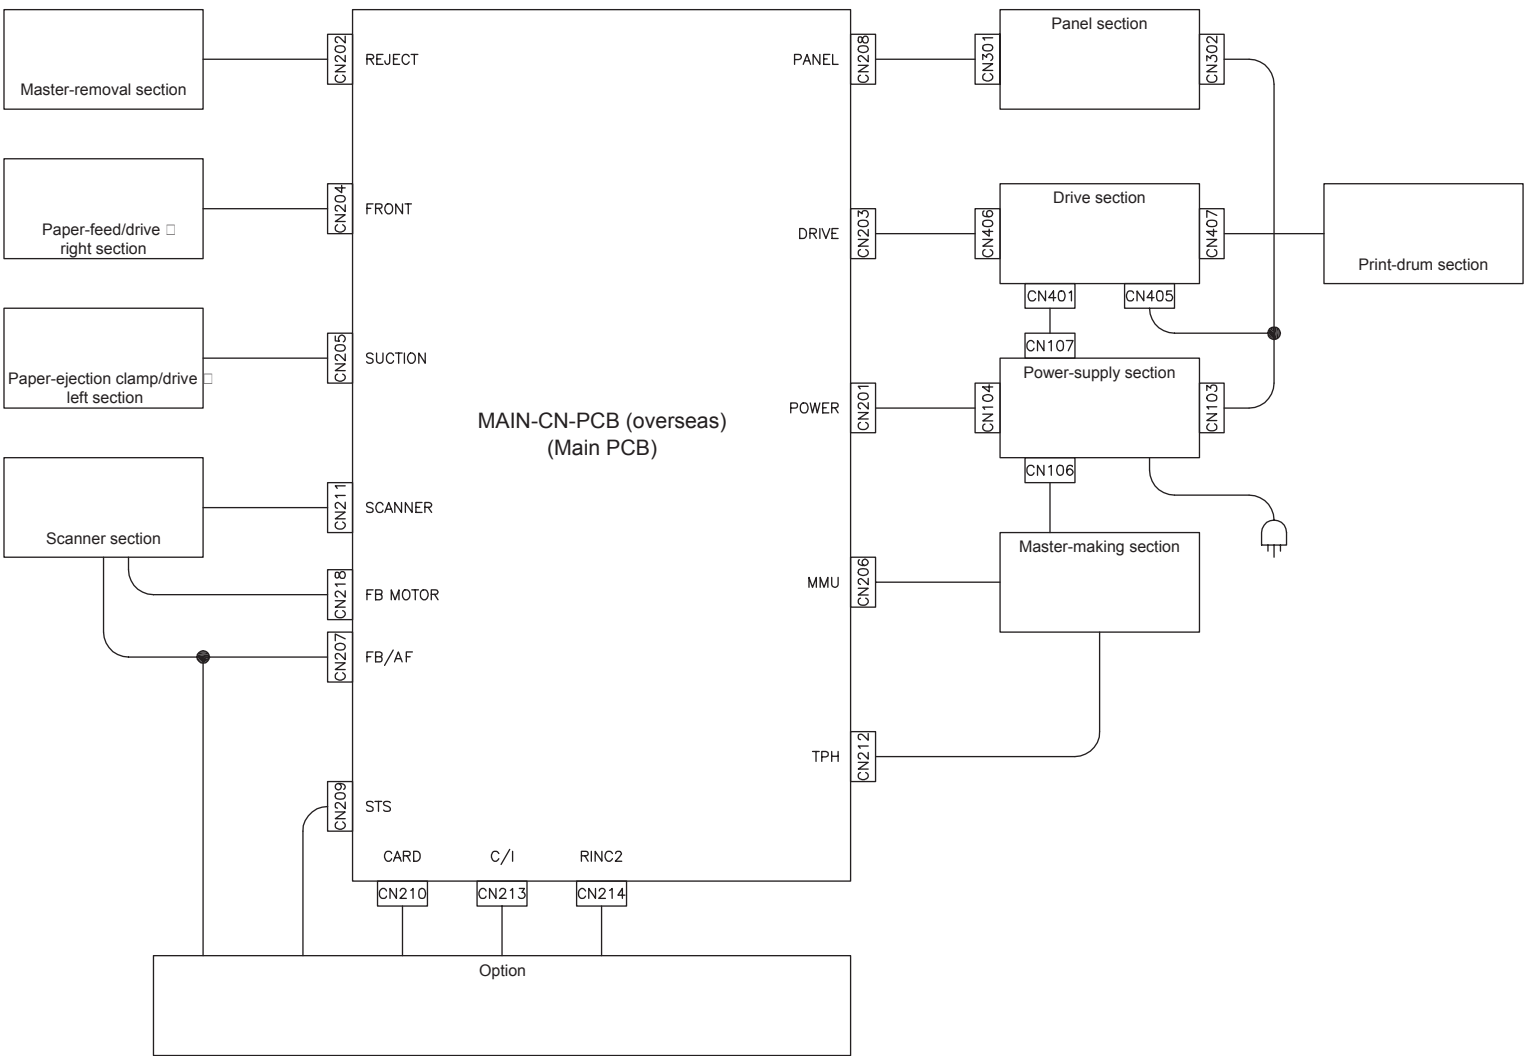 Master-removal section
CN202
REJECT
Paper-feed/drive □
right section
CN204
FRONT
Paper-ejection clamp/drive □
left section
CN205
SUCTION
Scanner section
CN211
SCANNER
CN218
FB MOTOR
CN207
FB/AF
CN209
STS
MAIN-CN-PCB (overseas)
(Main PCB)
PANEL
CN208
CN301
Panel section
CN302
DRIVE
CN203
CN406
Drive section
CN407
Print-drum section
CN401
CN405
CN107
POWER
CN201
CN104
Power-supply section
CN103
CN106
MMU
CN206
Master-making section
TPH
CN212
CARD
C/I
RINC2
CN210
CN213
CN214
Option